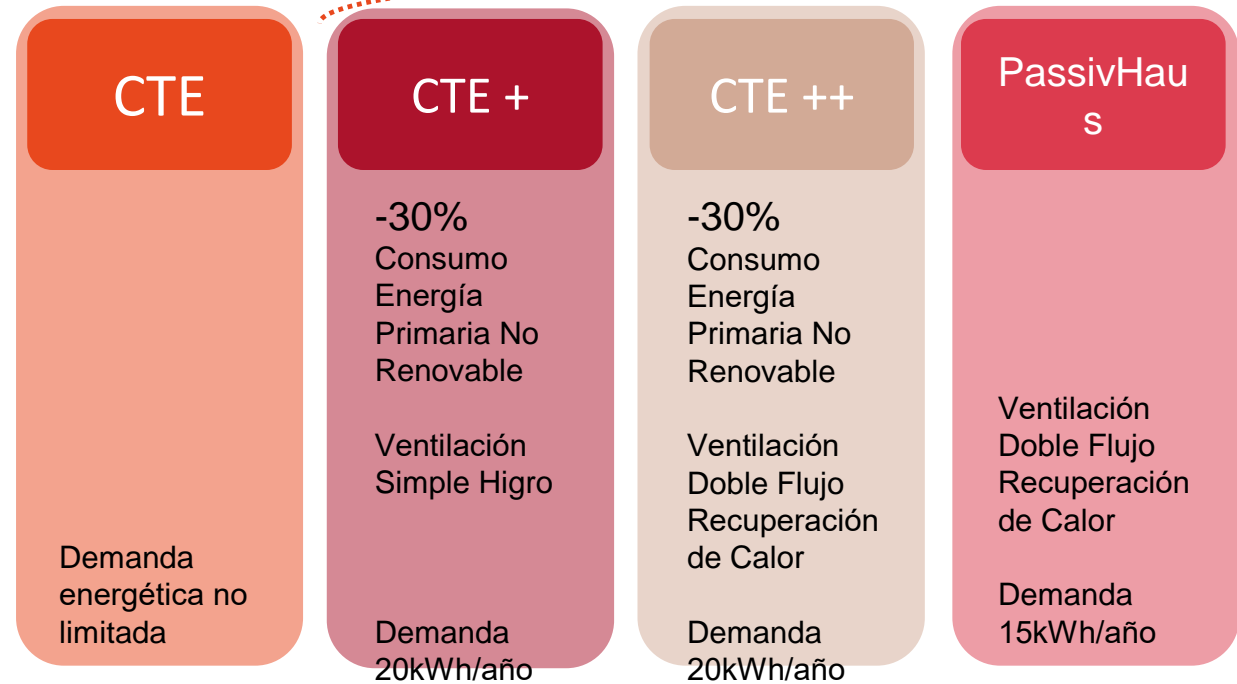 CTE
Demanda
energética no
limitada
CTE +
-30%
Consumo
Energía
Primaria No
Renovable
Ventilación
Simple Higro
Demanda
20kWh/año
CTE ++
-30%
Consumo
Energía
Primaria No
Renovable
Ventilación
Doble Flujo
Recuperación
de Calor
Demanda
20kWh/año
PassivHau
s
Ventilación
Doble Flujo
Recuperación
de Calor
Demanda
15kWh/año